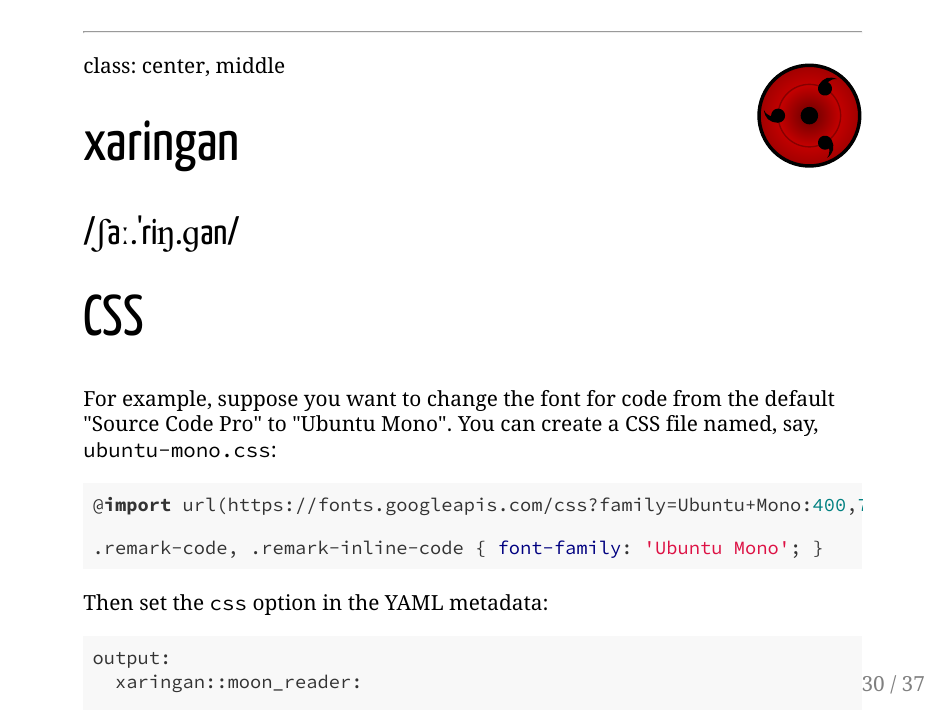 class: center, middle
xaringan
/ʃaː.'riŋ.ɡan/
CSS
For example, suppose you want to change the font for code from the default
"Source Code Pro" to "Ubuntu Mono". You can create a CSS file named, say,
ubuntu-mono.css:
@import url(https://fonts.googleapis.com/css?family=Ubuntu+Mono:400,7
.remark-code, .remark-inline-code { font-family: 'Ubuntu Mono'; }
Then set the css option in the YAML metadata:
output:
  xaringan::moon_reader:
30 / 37